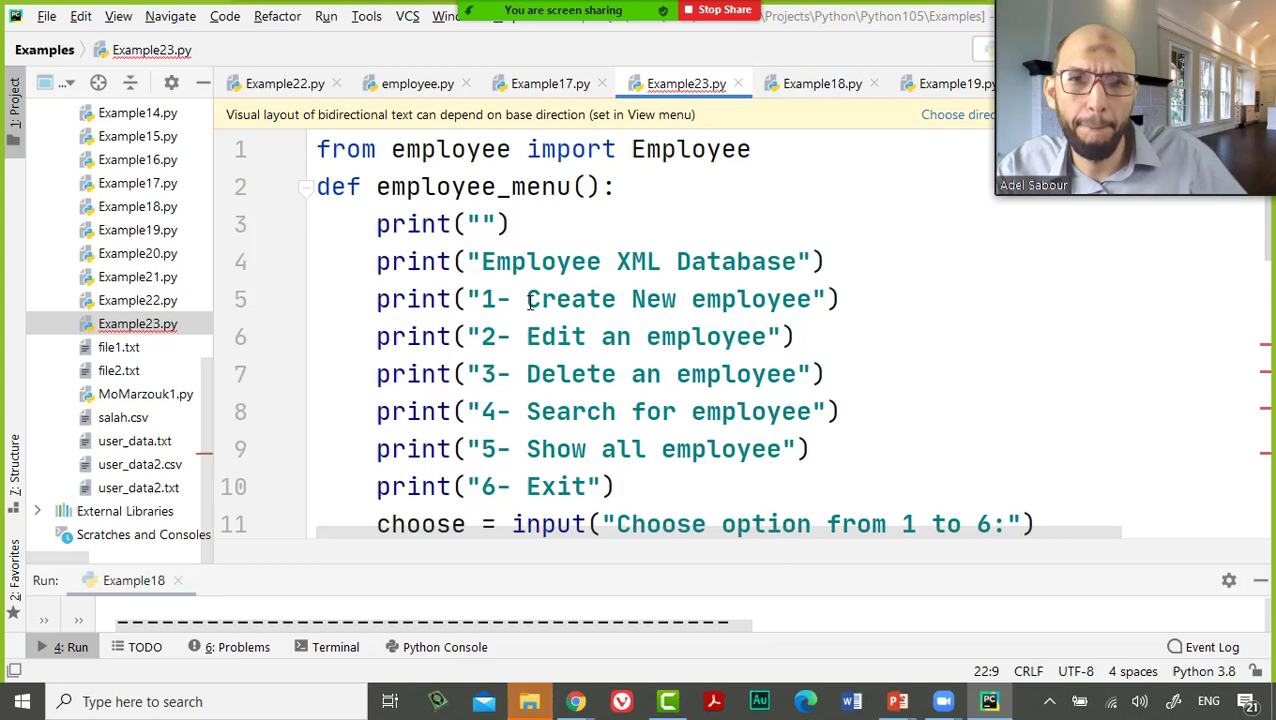 File Edit View Navigate Code Refactor Run Tools VCS Win
You are screen sharing Stop Share
\Projects\Python\Python105\Examples]
Examples Example23.py
Example22.py employee.py Example17.py Example23.py Example18.py Example19.py
Visual layout of bidirectional text can depend on base direction (set in View menu) Choose direc
Adel Sabour
1: Project
Example14.py
Example15.py
Example16.py
Example17.py
Example18.py
Example19.py
Example20.py
Example21.py
Example22.py
Example23.py
file1.txt
file2.txt
MoMarzouk1.py
salah.csv
user_data.txt
user_data2.csv
user_data2.txt
External Libraries
Scratches and Consoles
7: Structure
2: Favorites
1 from employee import Employee
2 def employee_menu():
3 print("")
4 print("Employee XML Database")
5 print("1- Create New employee")
6 print("2- Edit an employee")
7 print("3- Delete an employee")
8 print("4- Search for employee")
9 print("5- Show all employee")
10 print("6- Exit")
11 choose = input("Choose option from 1 to 6:")
Run: Example18
-----------------------------------------
4: Run TODO 6: Problems Terminal Python Console Event Log
22:9 CRLF UTF-8 4 spaces Python 3.8
Type here to search ENG 21